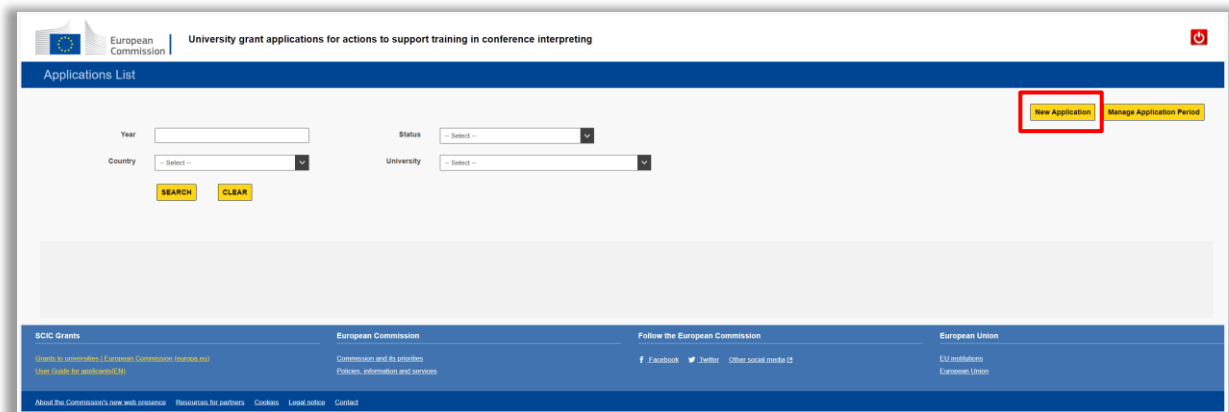 European
Commission
University grant applications for actions to support training in conference interpreting
Applications List
New Application
Manage Application Period
Year
Status
-- Select --
Country
-- Select --
University
-- Select --
SEARCH
CLEAR
SCIC Grants
European Commission
Follow the European Commission
European Union
Grants to universities | European Commission (europa.eu)
Commission and its priorities
Facebook
Twitter
Other social media
EU institutions
User Guide for applicants(EN)
Policies, information and services
European Union
About the Commission's new web presence
Resources for partners
Cookies
Legal notice
Contact